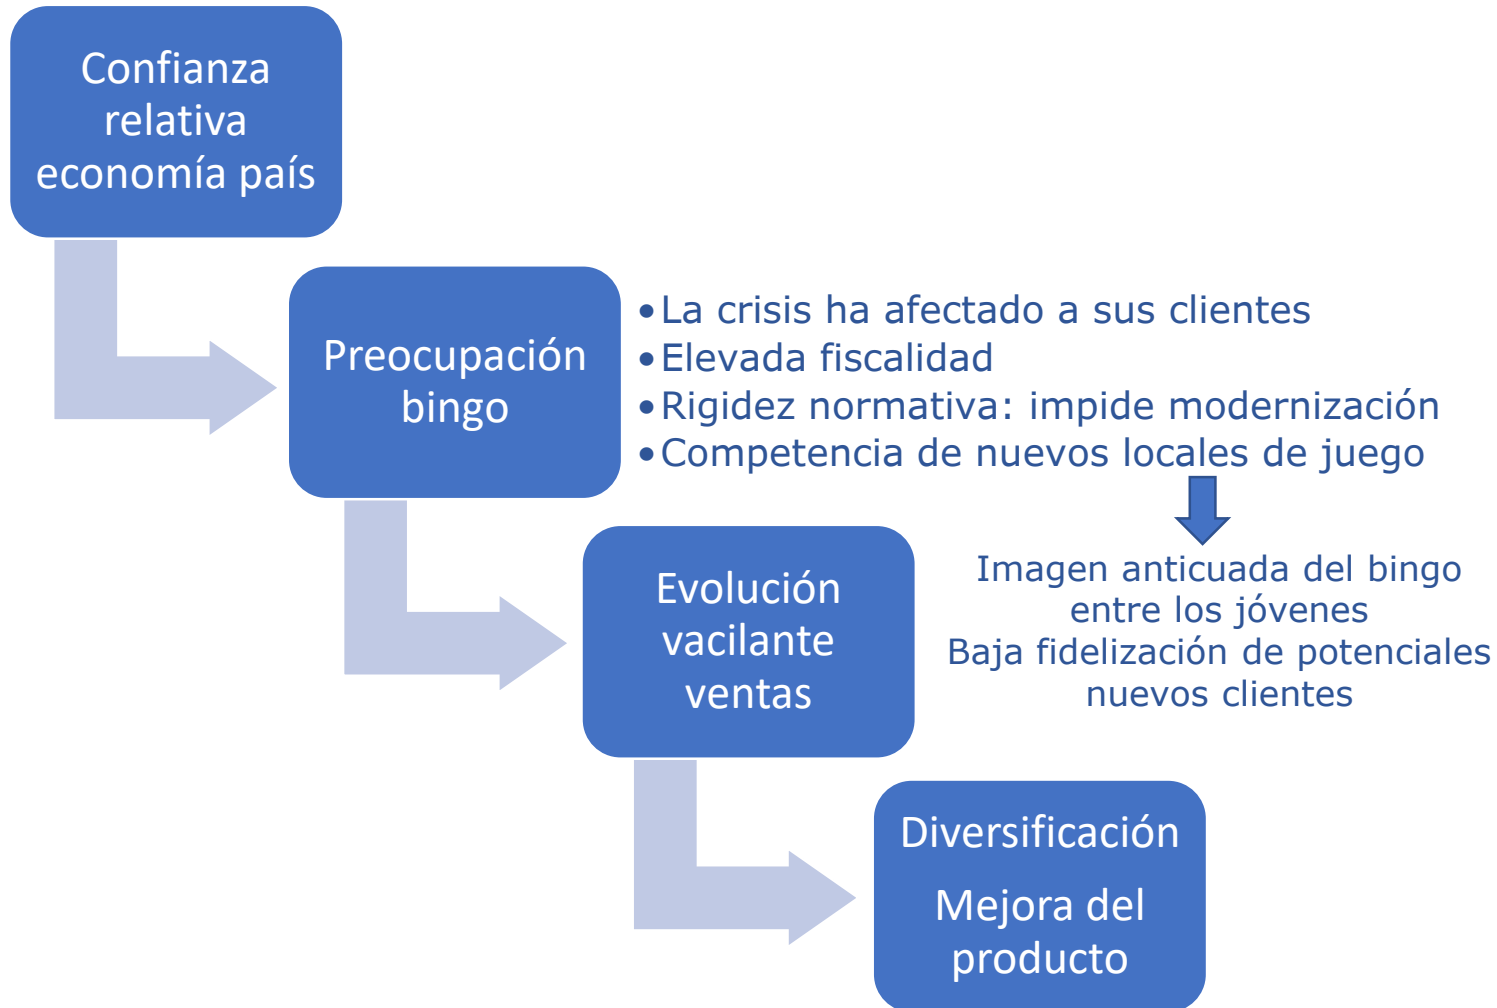 Confianza
relativa
economía país
Preocupación
bingo
•La crisis ha afectado a sus clientes
•Elevada fiscalidad
•Rigidez normativa: impide modernización
•Competencia de nuevos locales de juego
Imagen anticuada del bingo
entre los jóvenes
Baja fidelización de potenciales
nuevos clientes
Evolución
vacilante
ventas
Diversificación
Mejora del
producto